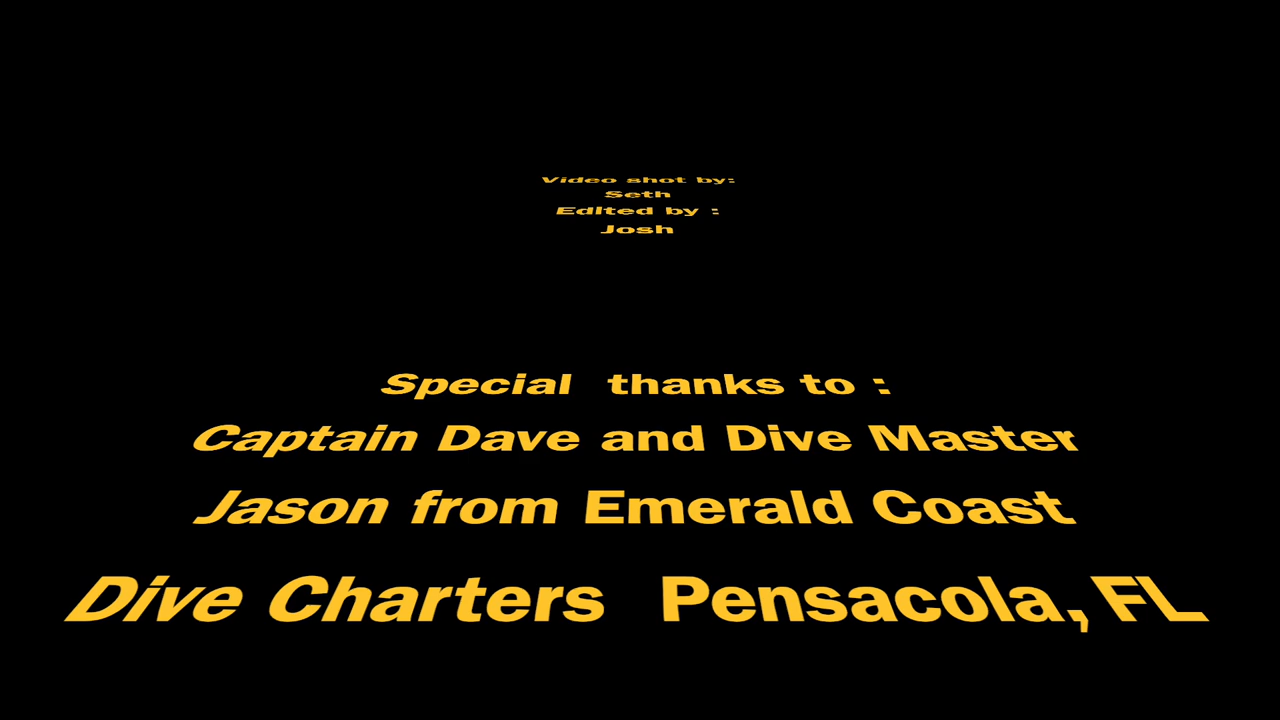 Video shot by:
Seth
Edited by :
Josh
Special thanks to :
Captain Dave and Dive Master
Jason from Emerald Coast
Dive Charters Pensacola, FL